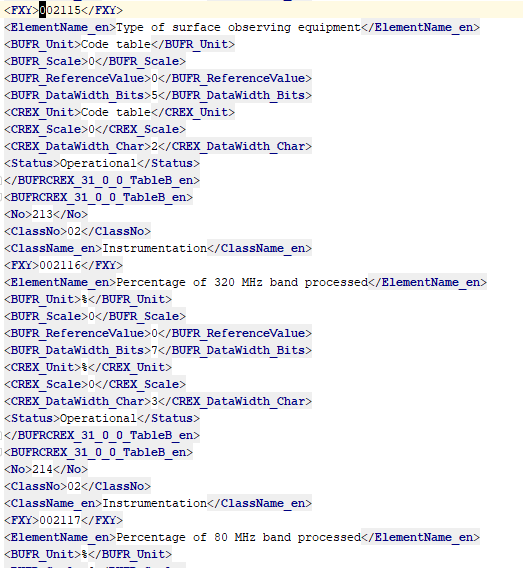 <FXY>002115</FXY>
<ElementName_en>Type of surface observing equipment</ElementName_en>
<BUFR_Unit>Code table</BUFR_Unit>
<BUFR_Scale>0</BUFR_Scale>
<BUFR_ReferenceValue>0</BUFR_ReferenceValue>
<BUFR_DataWidth_Bits>5</BUFR_DataWidth_Bits>
<CREX_Unit>Code table</CREX_Unit>
<CREX_Scale>0</CREX_Scale>
<CREX_DataWidth_Char>2</CREX_DataWidth_Char>
<Status>Operational</Status>
</BUFRCREX_31_0_0_TableB_en>
<BUFRCREX_31_0_0_TableB_en>
<No>213</No>
<ClassNo>02</ClassNo>
<ClassName_en>Instrumentation</ClassName_en>
<FXY>002116</FXY>
<ElementName_en>Percentage of 320 MHz band processed</ElementName_en>
<BUFR_Unit>%</BUFR_Unit>
<BUFR_Scale>0</BUFR_Scale>
<BUFR_ReferenceValue>0</BUFR_ReferenceValue>
<BUFR_DataWidth_Bits>7</BUFR_DataWidth_Bits>
<CREX_Unit>%</CREX_Unit>
<CREX_Scale>0</CREX_Scale>
<CREX_DataWidth_Char>3</CREX_DataWidth_Char>
<Status>Operational</Status>
</BUFRCREX_31_0_0_TableB_en>
<BUFRCREX_31_0_0_TableB_en>
<No>214</No>
<ClassNo>02</ClassNo>
<ClassName_en>Instrumentation</ClassName_en>
<FXY>002117</FXY>
<ElementName_en>Percentage of 80 MHz band processed</ElementName_en>
<BUFR_Unit>%</BUFR_Unit>